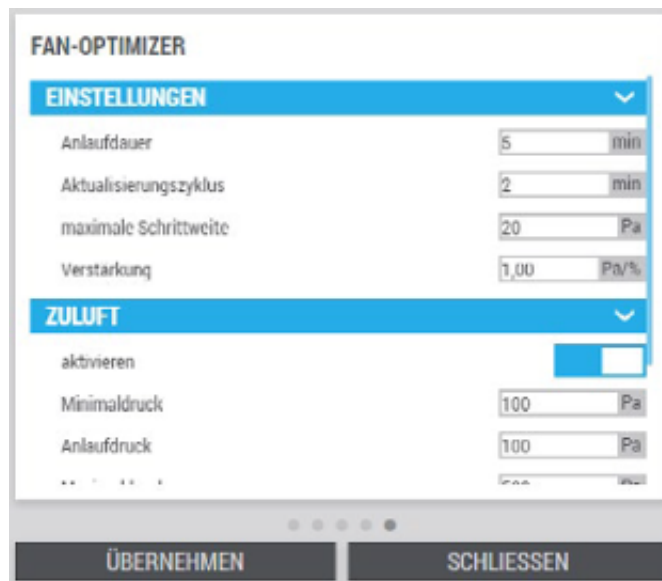 FAN-OPTIMIZER
EINSTELLUNGEN
Anlaufdauer 5 min
Aktualisierungszyklus 2 min
maximale Schrittweite 20 Pa
Verstärkung 1,00 Pa/%
ZULUFT
aktivieren
Minimaldruck 100 Pa
Anlaufdruck 100 Pa
ÜBERNEHMEN SCHLIESSEN